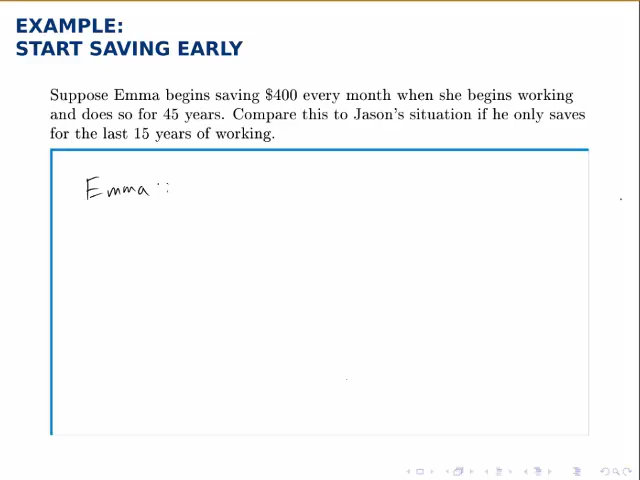 EXAMPLE:
START SAVING EARLY
Suppose Emma begins saving $400 every month when she begins working
and does so for 45 years. Compare this to Jason's situation if he only saves
for the last 15 years of working.
Emma :